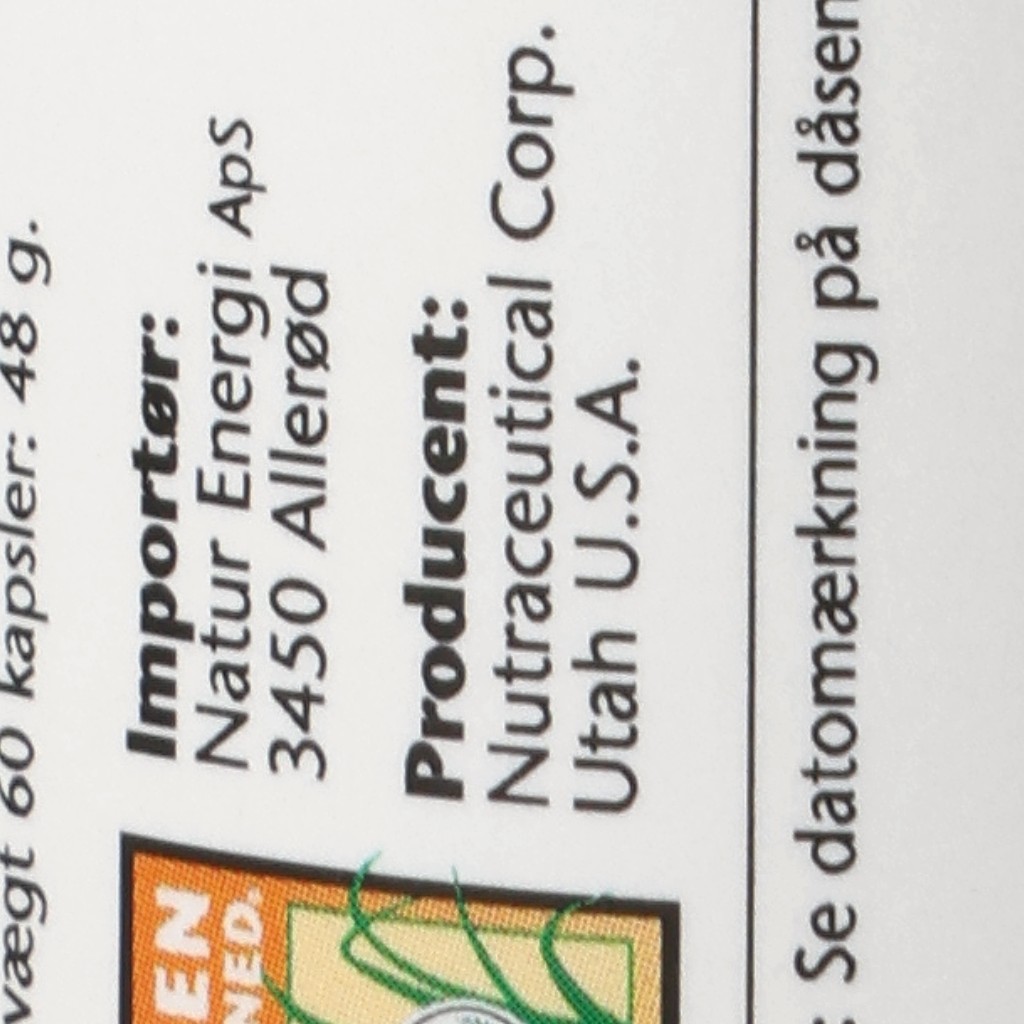 vægt 60 kapsler: 48 g.
Importør:
Natur Energi ApS
3450 Allerød
Producent:
Nutraceutical Corp.
Utah U.S.A.
: Se datomærkning på dåsen